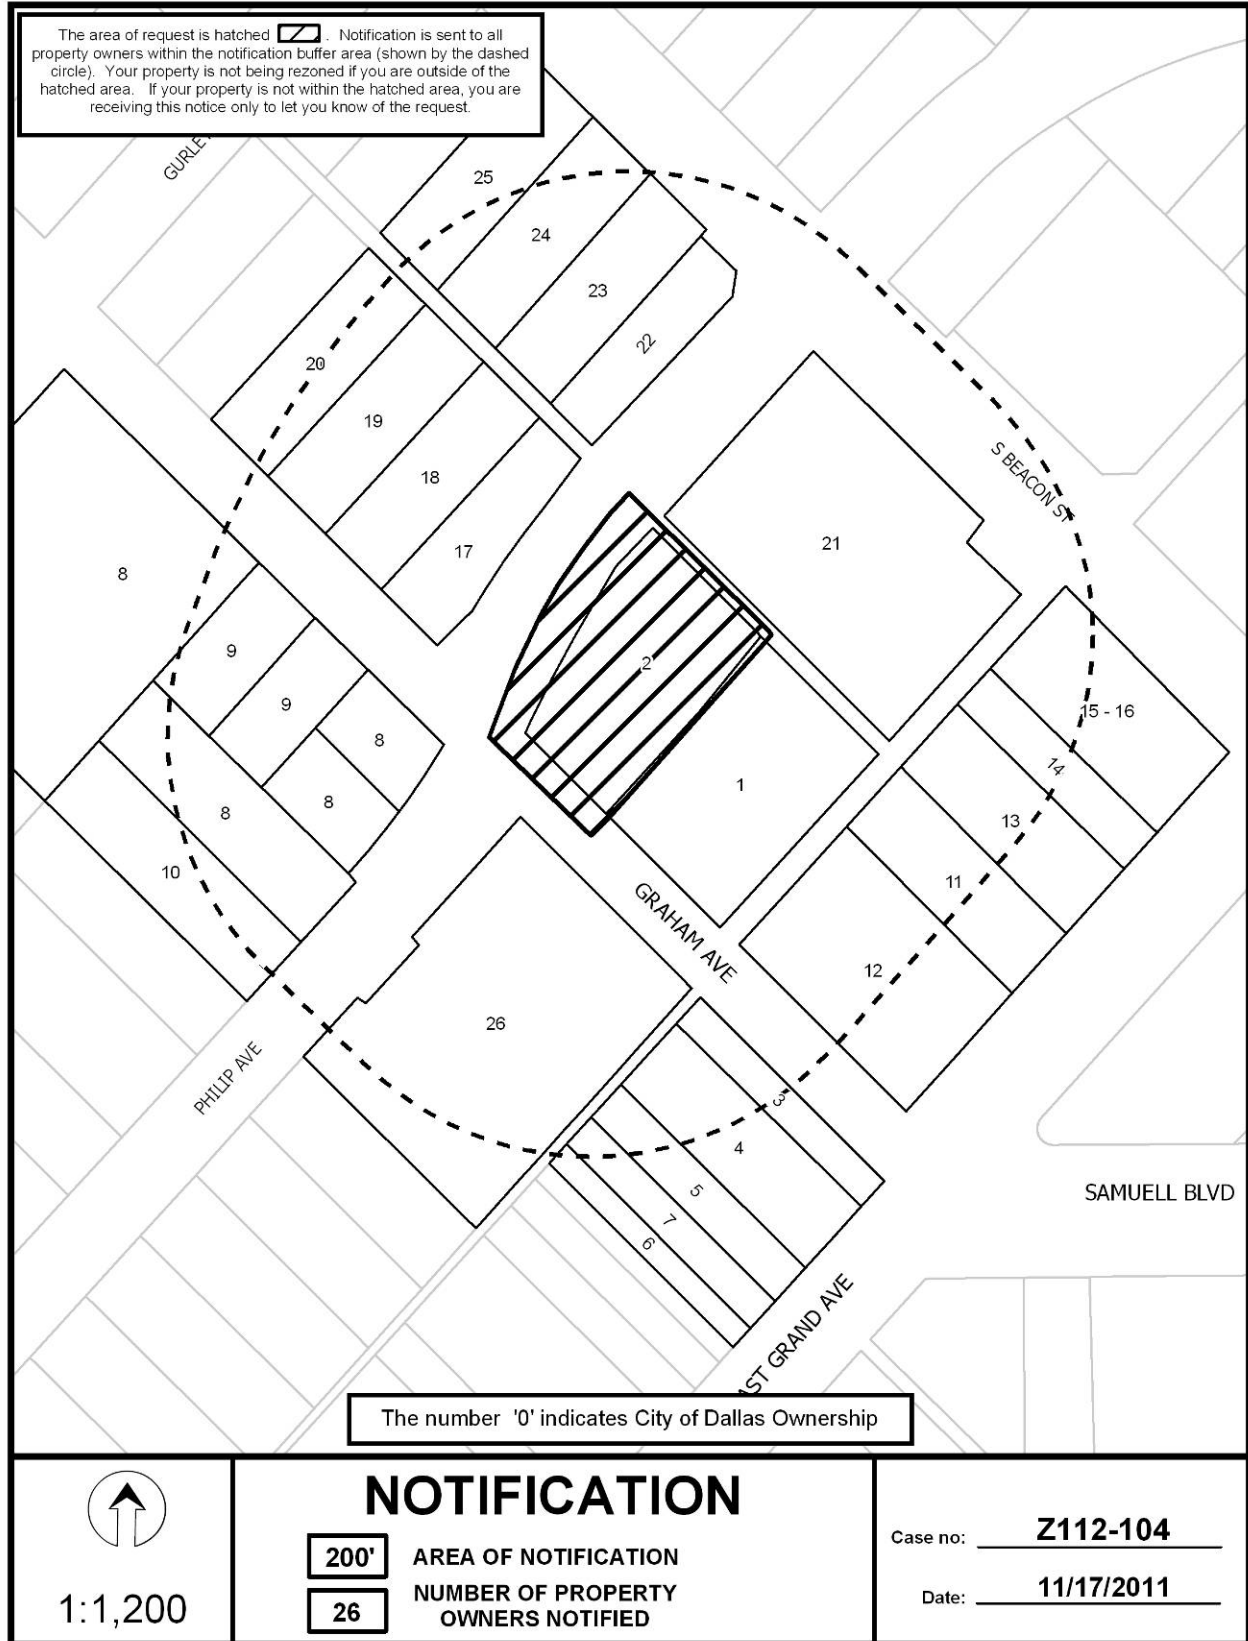 The area of request is hatched . Notification is sent to all
property owners within the notification buffer area (shown by the dashed
circle). Your property is not being rezoned if you are outside of the
hatched area. If your property is not within the hatched area, you are
receiving this notice only to let you know of the request.
25
24
23
22
20
19
18
17
21
S BEACON ST
8
9
9
8
8
8
10
2
1
15 - 16
14
13
11
12
GRAHAM AVE
26
PHILIP AVE
3
4
5
7
6
SAMUELL BLVD
GRAND AVE
The number '0' indicates City of Dallas Ownership
1:1,200
NOTIFICATION
200' AREA OF NOTIFICATION
26 NUMBER OF PROPERTY
OWNERS NOTIFIED
Case no: Z112-104
Date: 11/17/2011